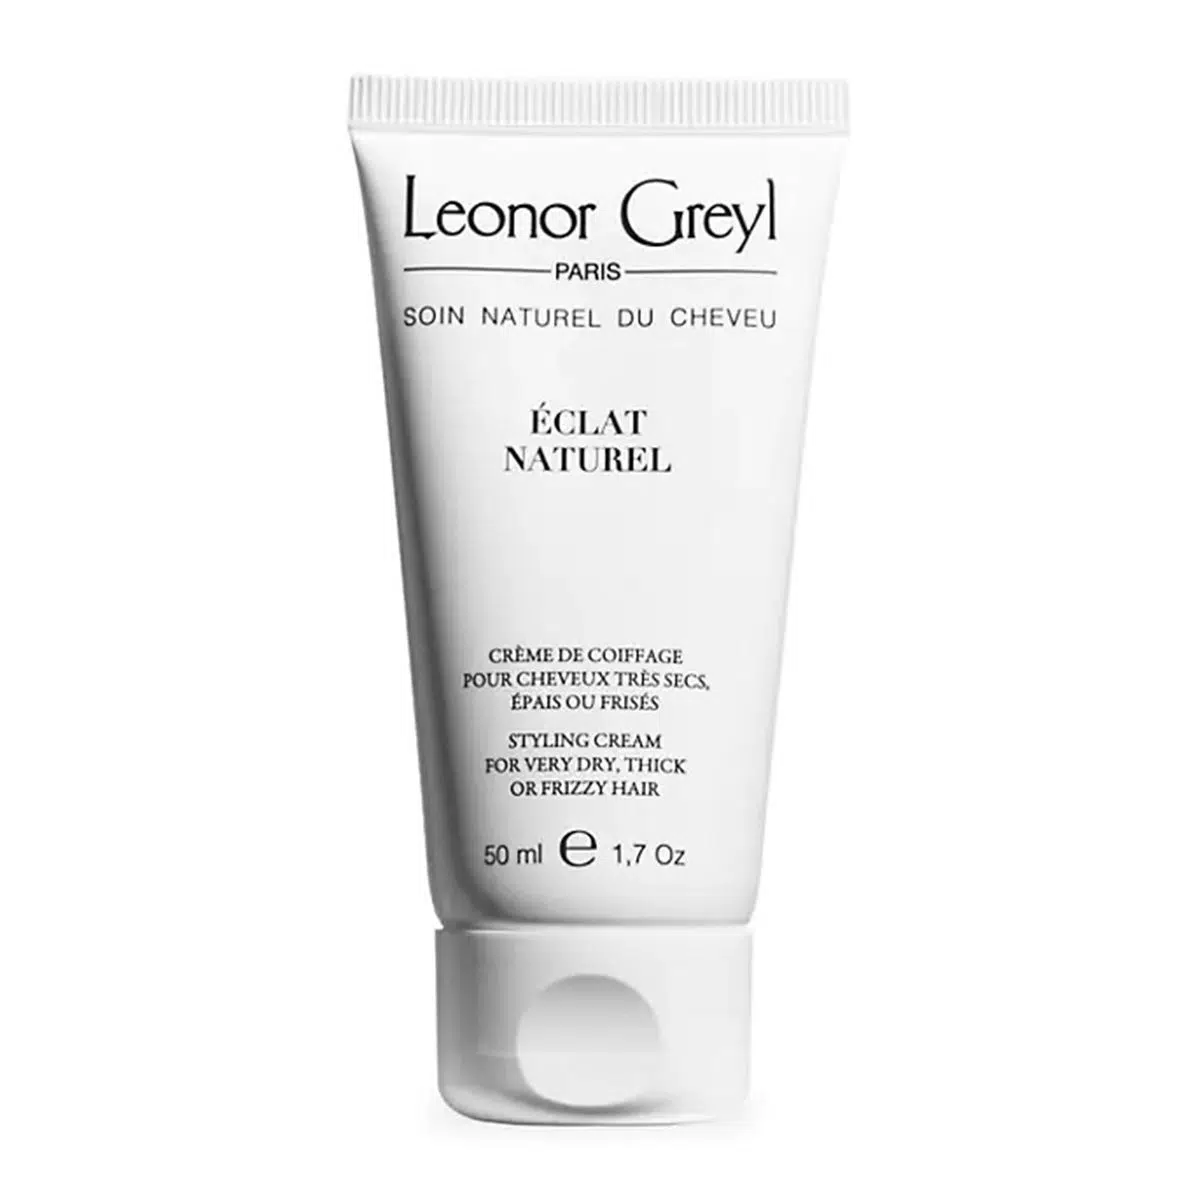 Leonor Greyl
PARIS
SOIN NATUREL DU CHEVEU
ÉCLAT
NATUREL
CRÈME DE COIFFAGE
POUR CHEVEUX TRÈS SECS,
ÉPAIS OU FRISÉS
STYLING CREAM
FOR VERY DRY, THICK
OR FRIZZY HAIR
50 ml ℮ 1,7 Oz